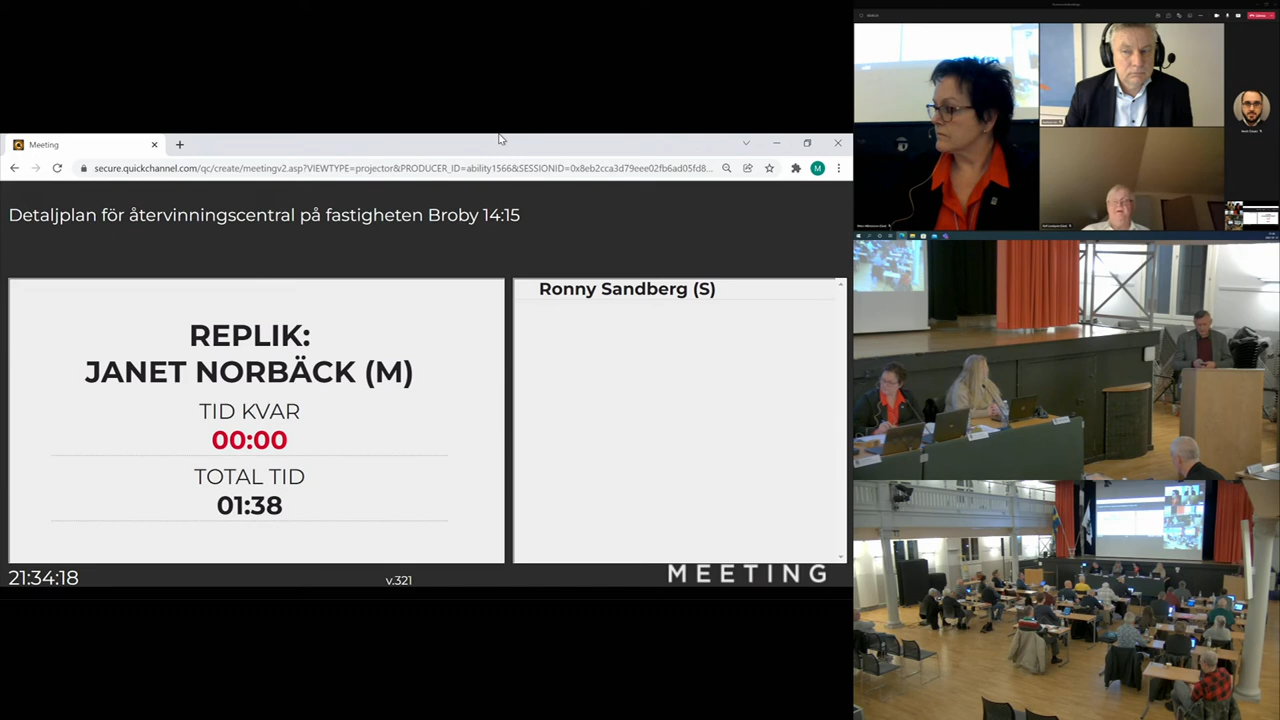 Meeting
secure.quickchannel.com/qc/create/meetingv2.asp?VIEWTYPE=projector&PRODUCER_ID=ability1566&SESSIONID=0x8eb2cca3d79eee02fb6ad05fd8...
M
Detaljplan för återvinningscentral på fastigheten Broby 14:15
REPLIK:
JANET NORBÄCK (M)
TID KVAR
00:00
TOTAL TID
01:38
Ronny Sandberg (S)
21:34:18
v.321
MEETING